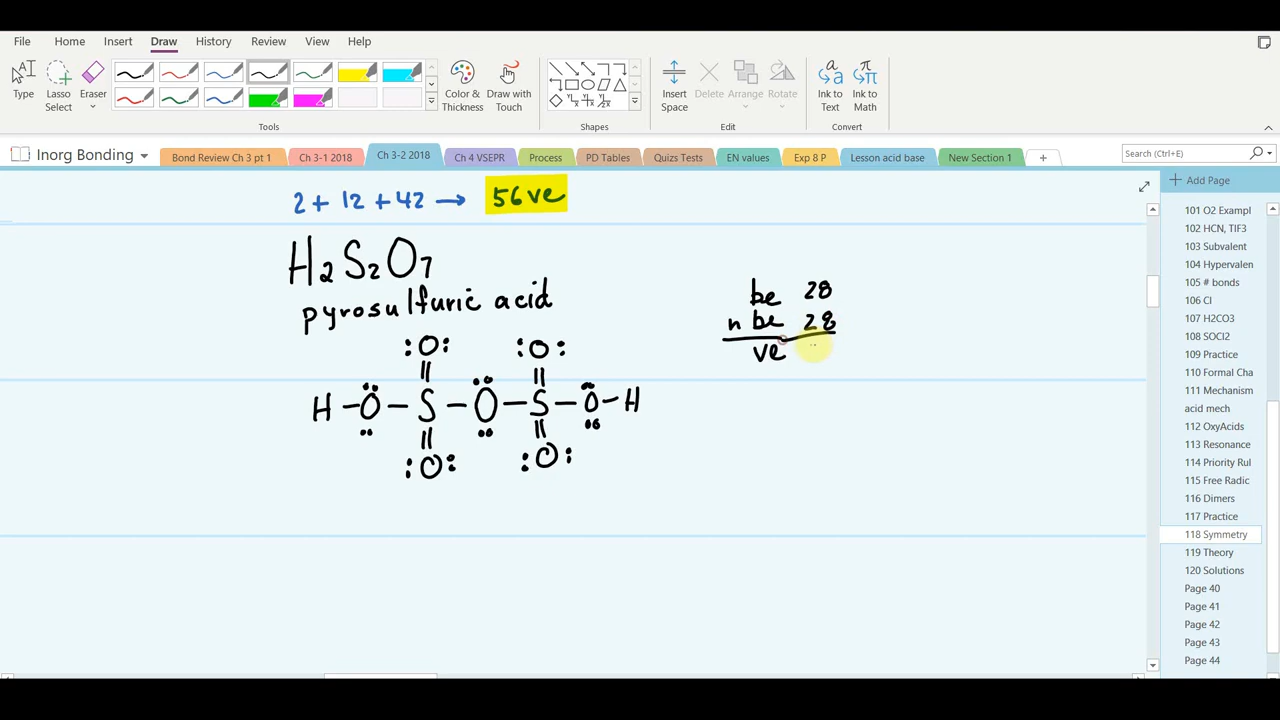 File Home Insert Draw History Review View Help
Type Lasso Select Eraser Color & Thickness Draw with Touch Insert Space Delete Arrange Rotate Ink to Text Ink to Math
Tools Shapes Edit Convert
Inorg Bonding Bond Review Ch 3 pt 1 Ch 3-1 2018 Ch 3-2 2018 Ch 4 VSEPR Process PD Tables Quizs Tests EN values Exp 8 P Lesson acid base New Section 1 + Search (Ctrl+E)
+ Add Page
101 O2 Exampl
102 HCN, TIF3
103 Subvalent
104 Hypervalen
105 # bonds
106 Cl
107 H2CO3
108 SOCl2
109 Practice
110 Formal Cha
111 Mechanism
acid mech
112 OxyAcids
113 Resonance
114 Priority Rul
115 Free Radic
116 Dimers
117 Practice
118 Symmetry
119 Theory
120 Solutions
Page 40
Page 41
Page 42
Page 43
Page 44
2 + 12 + 42 → 56 ve
H2S2O7
pyrosulfuric acid
be 28
nbe 28
ve
:O: :O:
H – O – S – O – S – O – H
:O: :O: